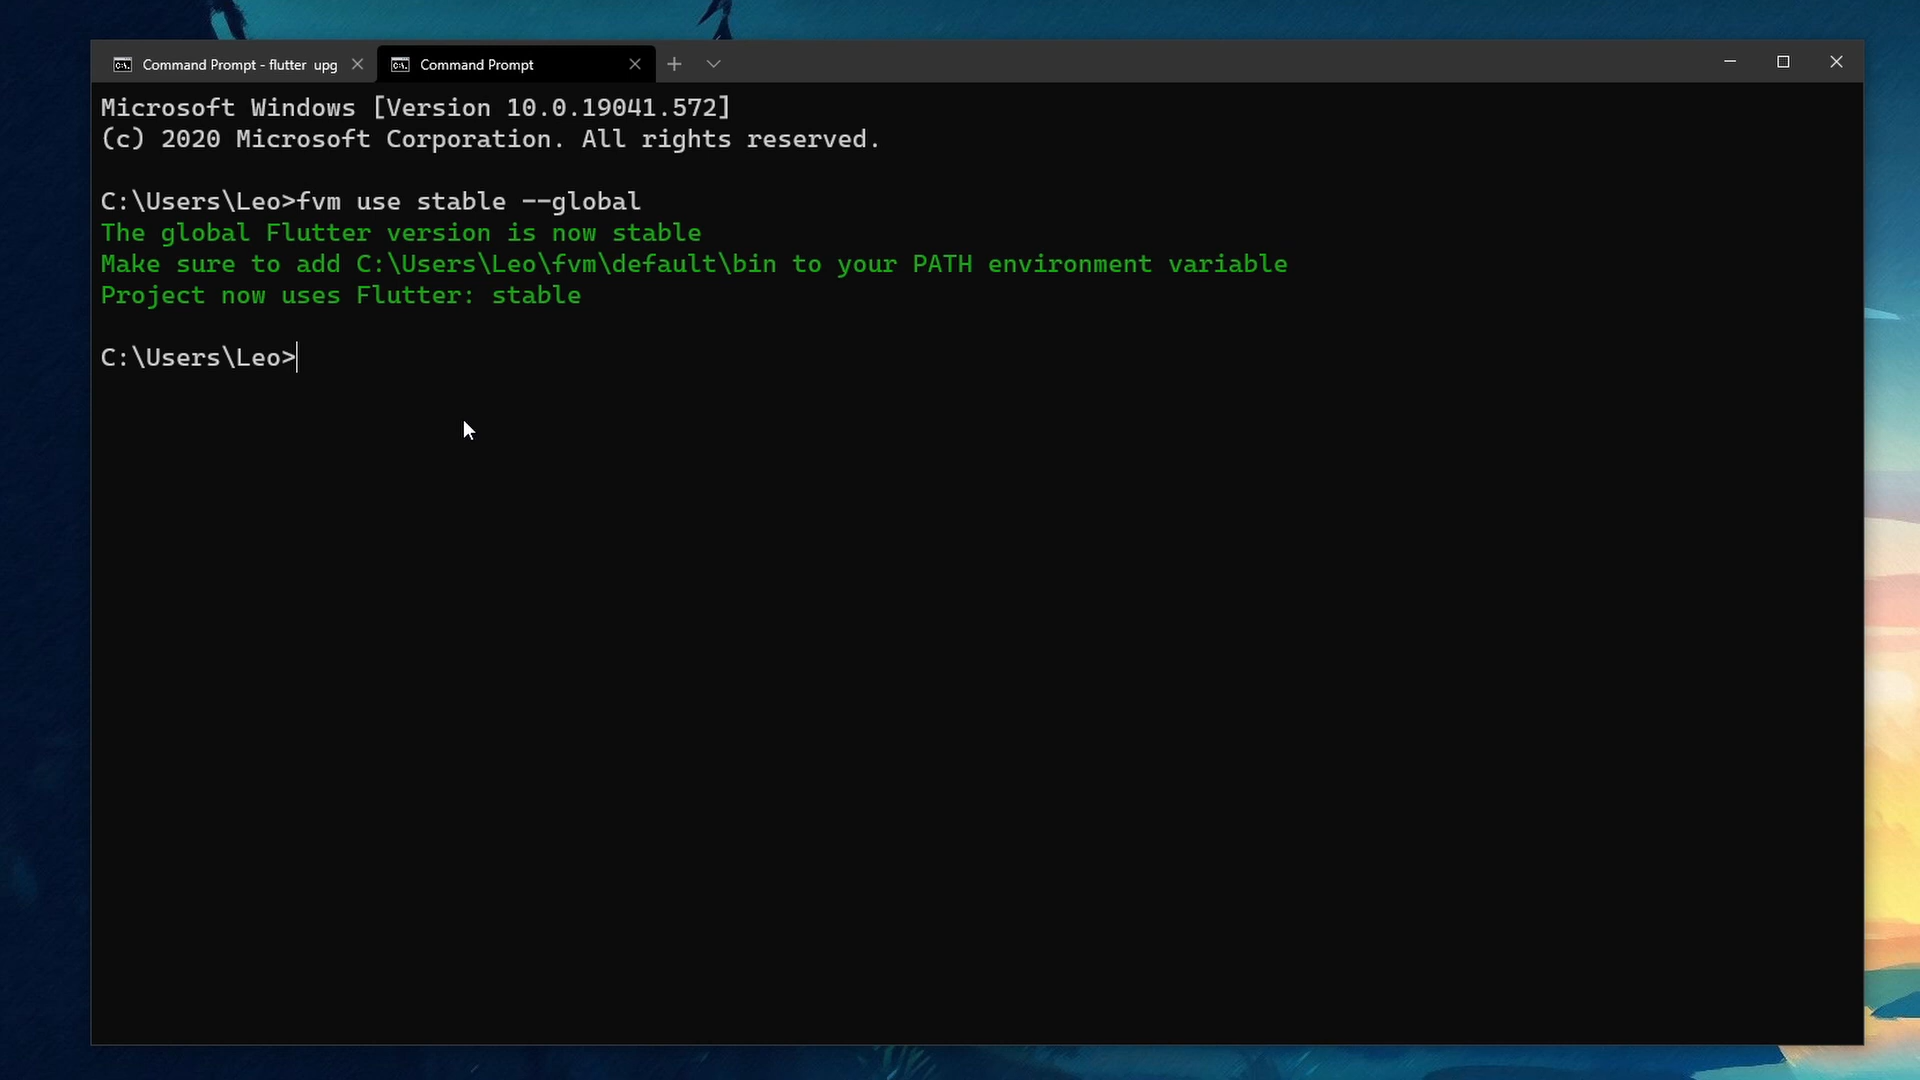 Command Prompt - flutter  upg
Command Prompt
Microsoft Windows [Version 10.0.19041.572]
(c) 2020 Microsoft Corporation. All rights reserved.
C:\Users\Leo>fvm use stable --global
The global Flutter version is now stable
Make sure to add C:\Users\Leo\fvm\default\bin to your PATH environment variable
Project now uses Flutter: stable
C:\Users\Leo>